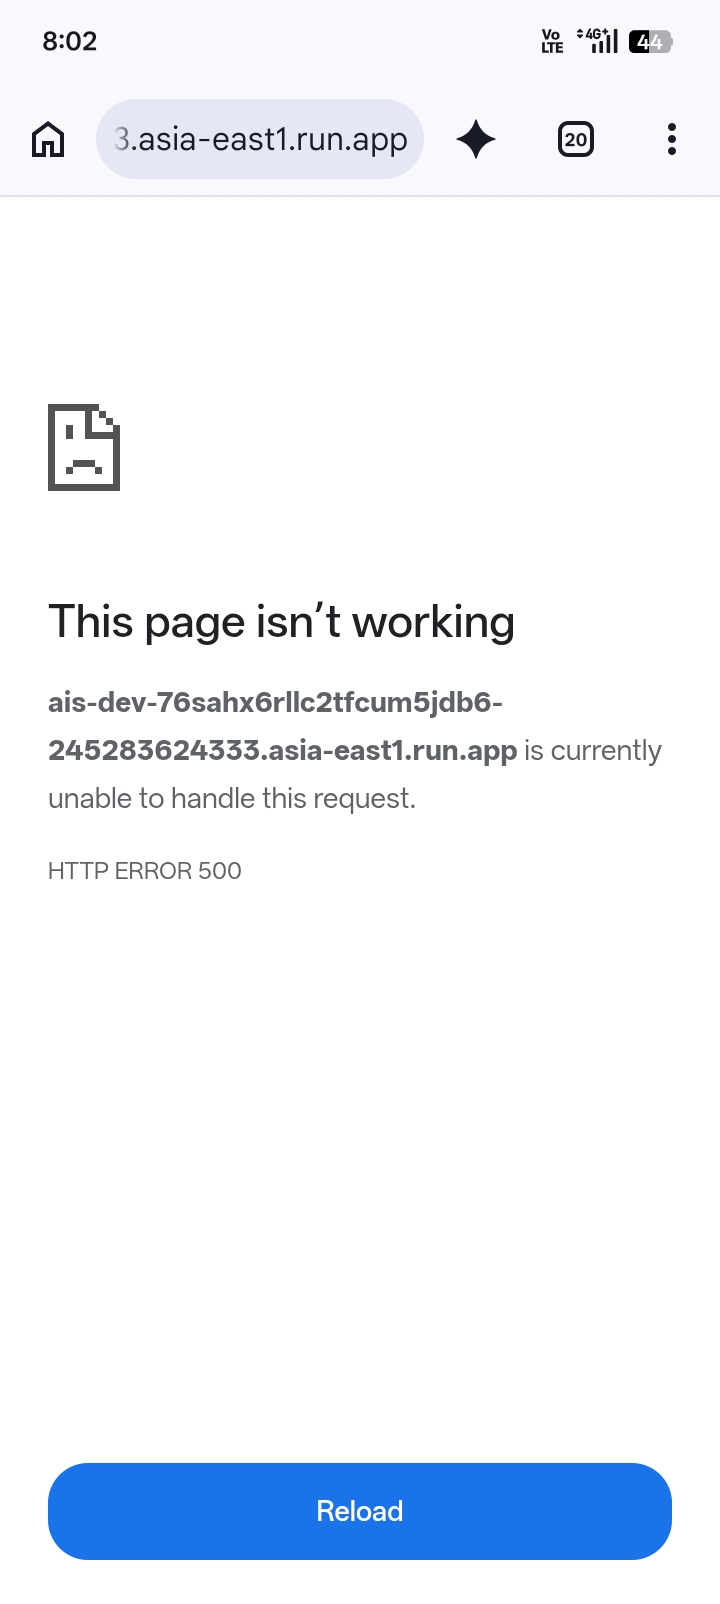 8:02
Vo
LTE
4G+
44
3.asia-east1.run.app
20
This page isn’t working
ais-dev-76sahx6rllc2tfcum5jdb6-
245283624333.asia-east1.run.app is currently
unable to handle this request.
HTTP ERROR 500
Reload